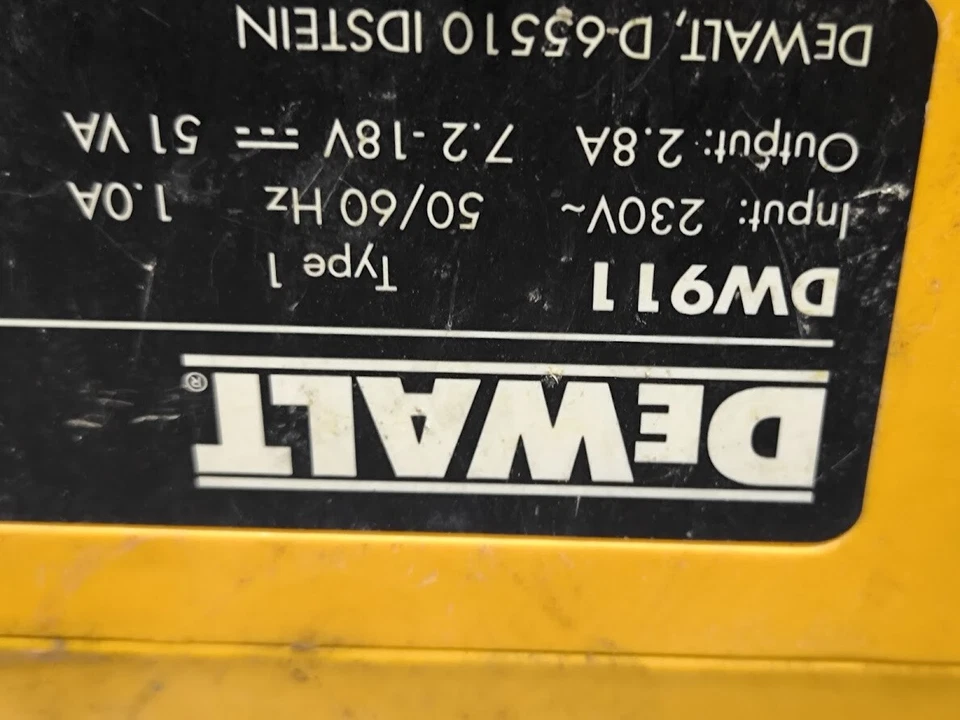 DEWALT®
DW911 Type 1
Input: 230V~ 50/60 Hz 1.0A
Output: 2.8A 7.2-18V ⎓ 51 VA
DEWALT, D-65510 IDSTEIN